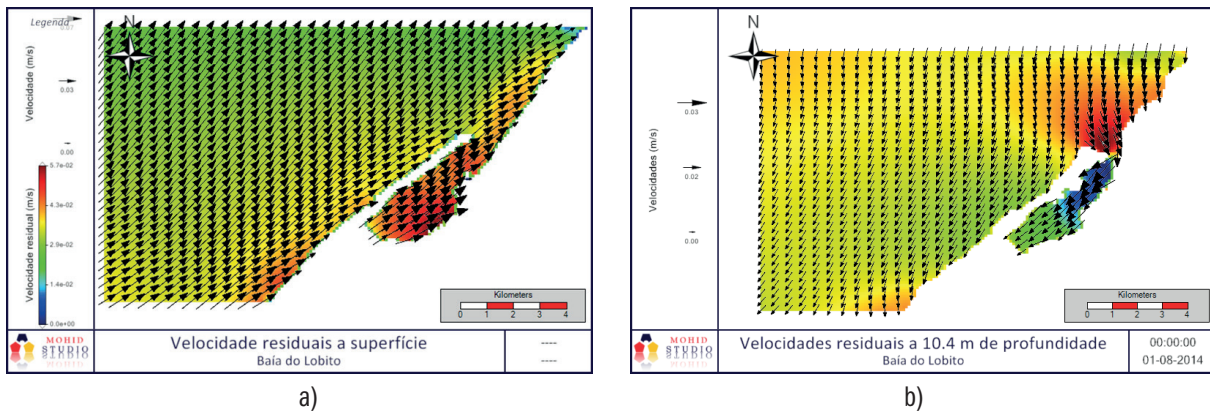 Legenda
N
0.07
Velocidade (m/s)
0.03
0.00
5.7e-02
4.3e-02
2.9e-02
1.4e-02
0.0e+00
Velocidade residual (m/s)
Kilometers
0 1 2 3 4
MOHID
STUDIO
Velocidade residuais a superfície
Baía do Lobito
----
----
a)
N
Velocidades (m/s)
0.03
0.02
0.00
Kilometers
0 1 2 3 4
MOHID
STUDIO
Velocidades residuais a 10.4 m de profundidade
Baía do Lobito
00:00:00
01-08-2014
b)